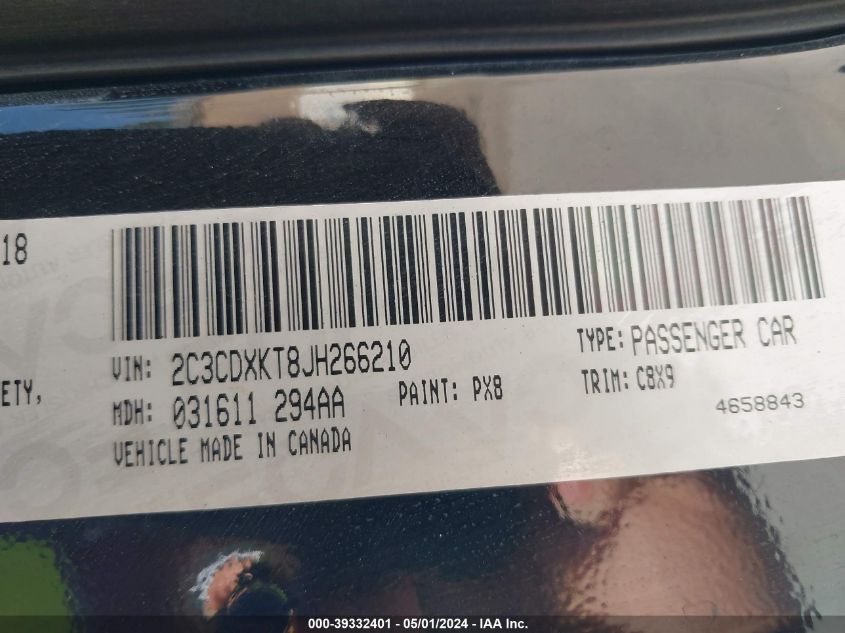 18
VIN: 2C3CDXKT8JH266210
TYPE: PASSENGER CAR
ETY,
MDH: 031611 294AA
PAINT: PX8
TRIM: C8X9
VEHICLE MADE IN CANADA
4658843
000-39332401 - 05/01/2024 - IAA Inc.